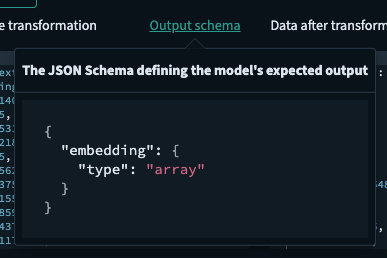 e transformation Output schema Data after transform
The JSON Schema defining the model's expected output
{
"embedding": {
"type": "array"
}
}